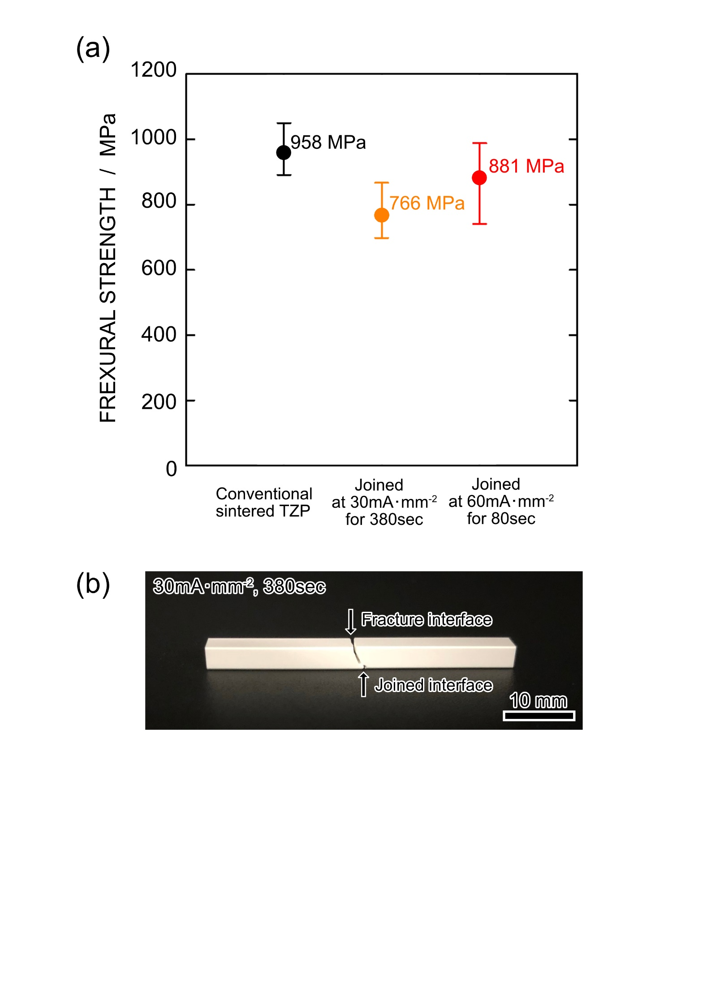 (a)
1200
1000
800
600
400
200
0
FREXURAL STRENGTH / MPa
958 MPa
766 MPa
881 MPa
Conventional
sintered TZP
Joined
at 30mA·mm-2
for 380sec
Joined
at 60mA·mm-2
for 80sec
(b)
30mA·mm-2, 380sec
Fracture interface
Joined interface
10 mm